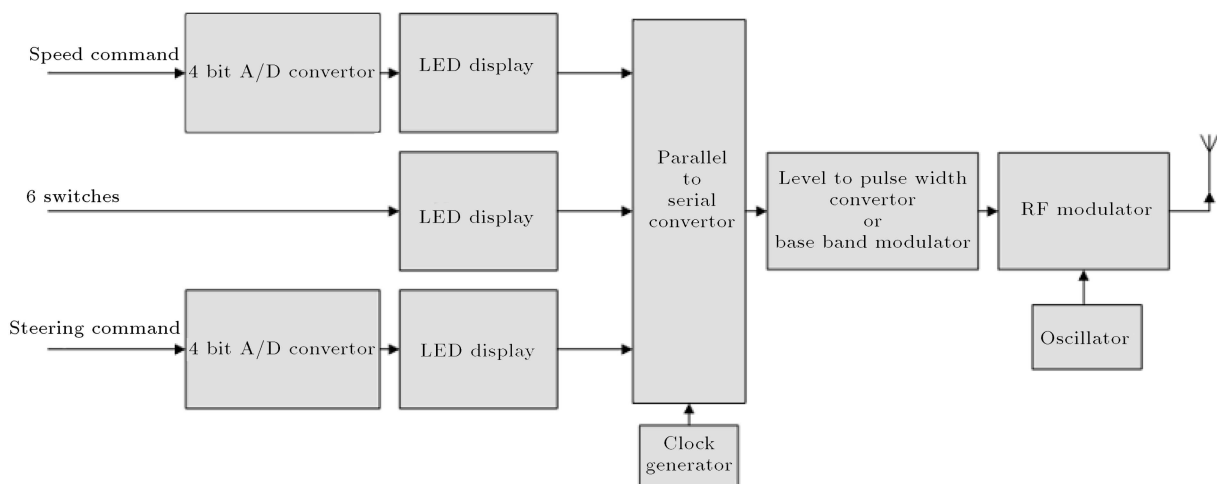 Speed command
4 bit A/D convertor
LED display
6 switches
LED display
Steering command
4 bit A/D convertor
LED display
Parallel
to
serial
convertor
Clock
generator
Level to pulse width
convertor
or
base band modulator
RF modulator
Oscillator